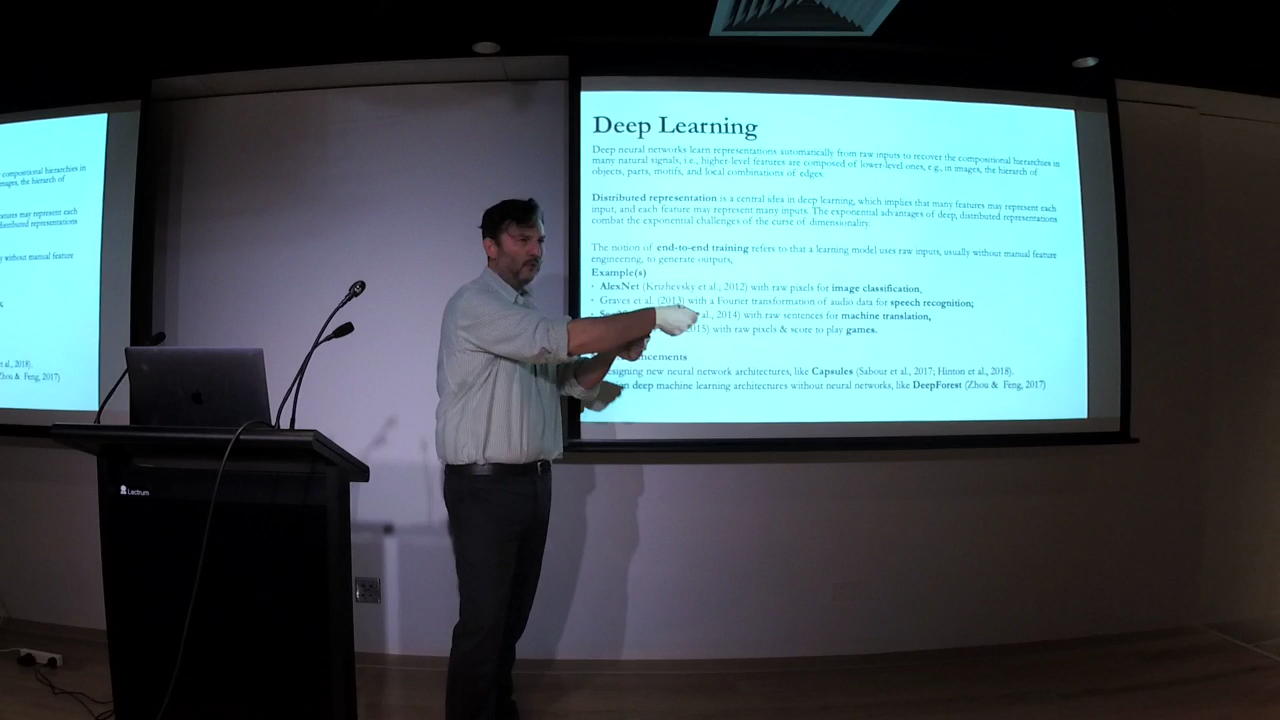 compositional hierarchies in
images, the hierarch of
features may represent each
distributed representations
y without manual feature
et al., 2018).
Zhou & Feng, 2017)
Lectrum
Deep Learning
Deep neural networks learn representations automatically from raw inputs to recover the compositional hierarchies in
many natural signals, i.e., higher-level features are composed of lower-level ones, e.g., in images, the hierarch of
objects, parts, motifs, and local combinations of edges.
Distributed representation is a central idea in deep learning, which implies that many features may represent each
input, and each feature may represent many inputs. The exponential advantages of deep, distributed representations
combat the exponential challenges of the curse of dimensionality.
The notion of end-to-end training refers to that a learning model uses raw inputs, usually without manual feature
engineering, to generate outputs,
Example(s)
· AlexNet (Krizhevsky et al., 2012) with raw pixels for image classification,
· Graves et al. (2013) with a Fourier transformation of audio data for speech recognition;
al., 2014) with raw sentences for machine translation,
2015) with raw pixels & score to play games.
ncements
signing new neural network architectures, like Capsules (Sabour et al., 2017; Hinton et al., 2018).
deep machine learning architectures without neural networks, like DeepForest (Zhou & Feng, 2017)